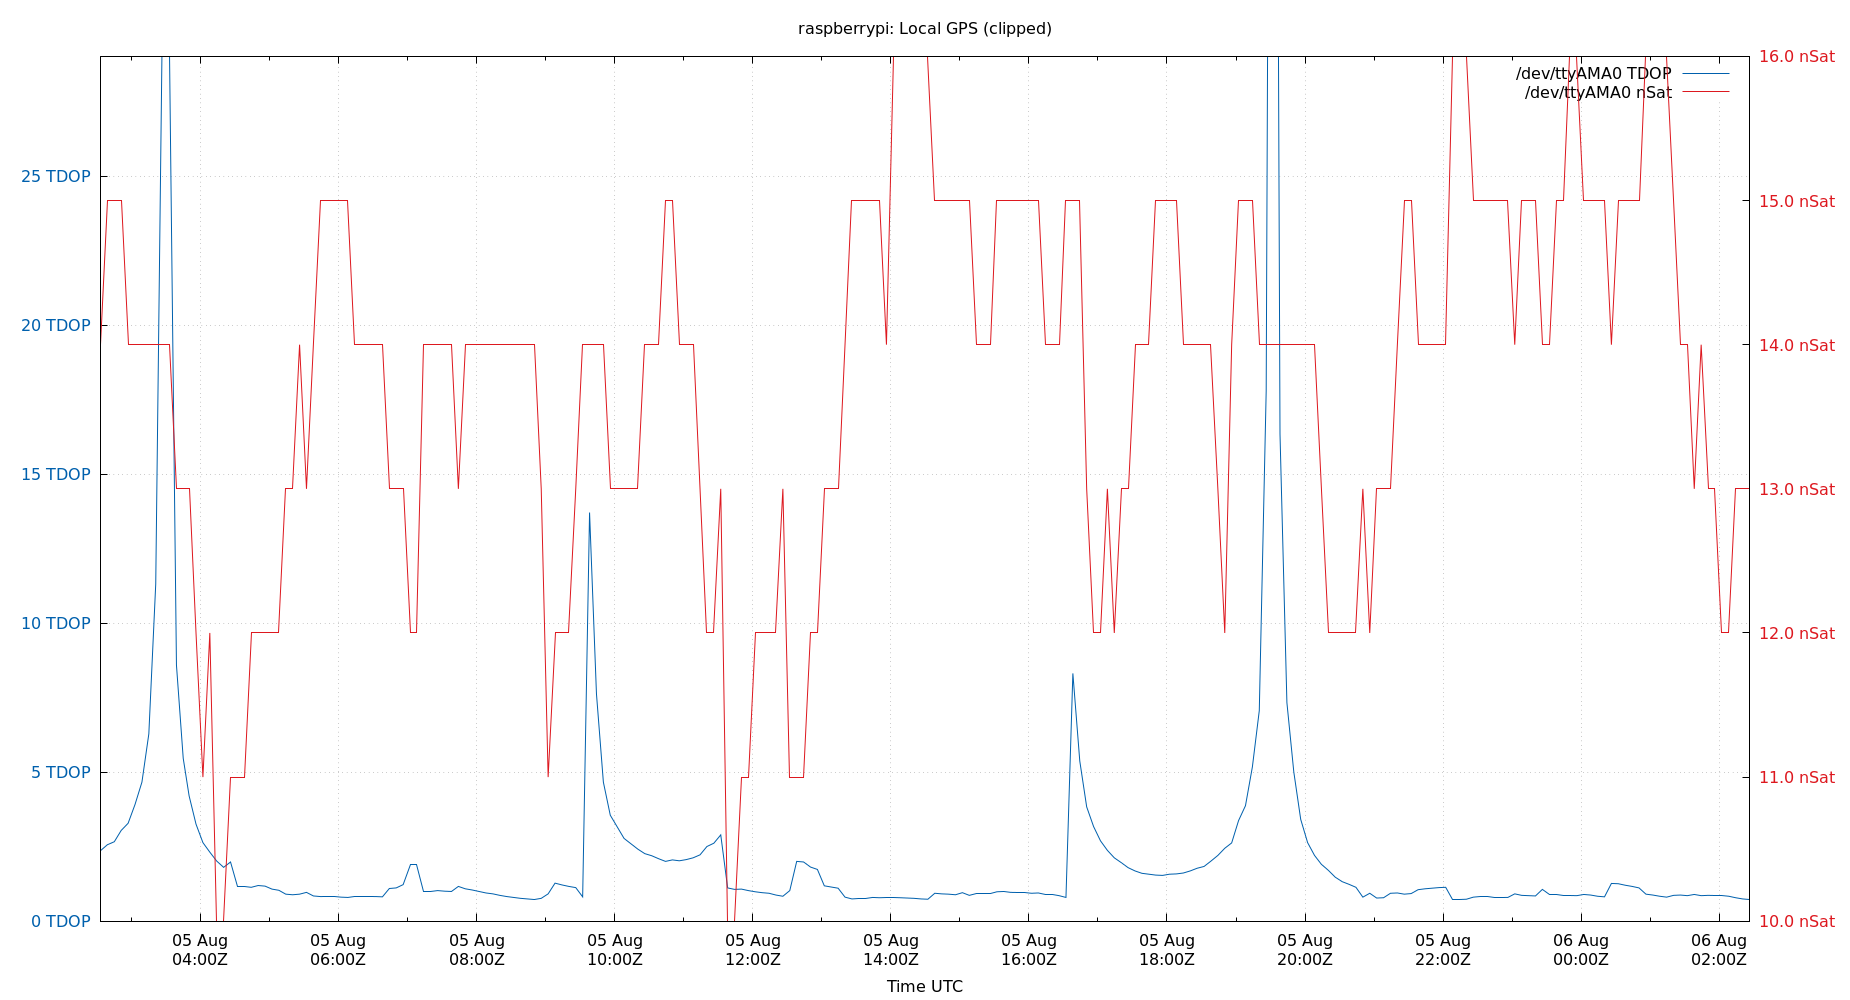 raspberrypi: Local GPS (clipped)
16.0 nSat
/dev/ttyAMA0 TDOP
/dev/ttyAMA0 nSat
25 TDOP
15.0 nSat
20 TDOP
14.0 nSat
15 TDOP
13.0 nSat
10 TDOP
12.0 nSat
5 TDOP
11.0 nSat
0 TDOP
10.0 nSat
05 Aug 05 Aug 05 Aug 05 Aug 05 Aug 05 Aug 05 Aug 05 Aug 05 Aug 05 Aug 06 Aug 06 Aug
04:00Z 06:00Z 08:00Z 10:00Z 12:00Z 14:00Z 16:00Z 18:00Z 20:00Z 22:00Z 00:00Z 02:00Z
Time UTC